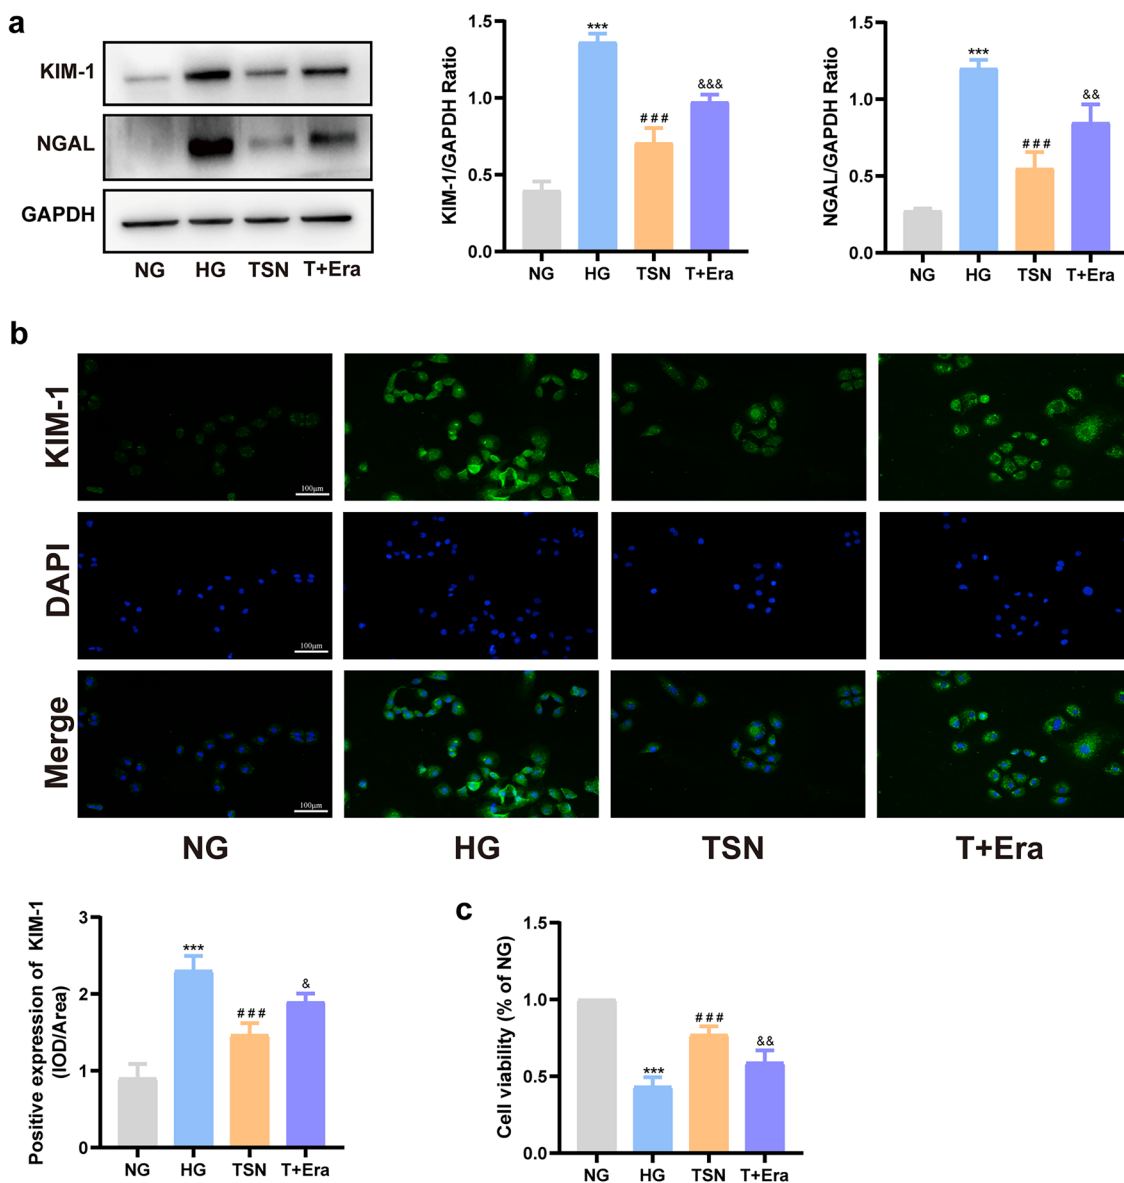 a
KIM-1
NGAL
GAPDH
NG HG TSN T+Era
KIM-1/GAPDH Ratio
1.5
1.0
0.5
0.0
***
###
&&&
NG HG TSN T+Era
NGAL/GAPDH Ratio
1.5
1.0
0.5
0.0
***
###
&&
NG HG TSN T+Era
b
KIM-1
100μm
DAPI
100μm
Merge
100μm
NG HG TSN T+Era
Positive expression of KIM-1
(IOD/Area)
3
2
1
0
***
###
&
NG HG TSN T+Era
c
Cell viability (% of NG)
1.5
1.0
0.5
0.0
***
###
&&
NG HG TSN T+Era